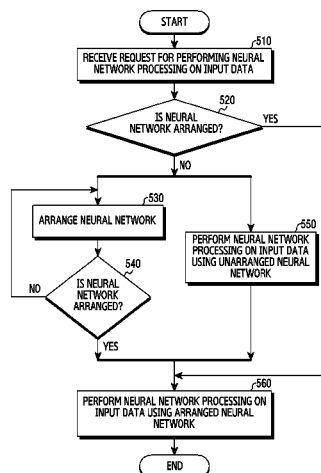 START
510
RECEIVE REQUEST FOR PERFORMING NEURAL
NETWORK PROCESSING ON INPUT DATA
520
IS NEURAL
NETWORK ARRANGED?
YES
NO
530
ARRANGE NEURAL NETWORK
550
PERFORM NEURAL NETWORK
PROCESSING ON INPUT DATA
USING UNARRANGED NEURAL
NETWORK
540
IS NEURAL
NETWORK
ARRANGED?
NO
YES
560
PERFORM NEURAL NETWORK PROCESSING ON
INPUT DATA USING ARRANGED NEURAL
NETWORK
END